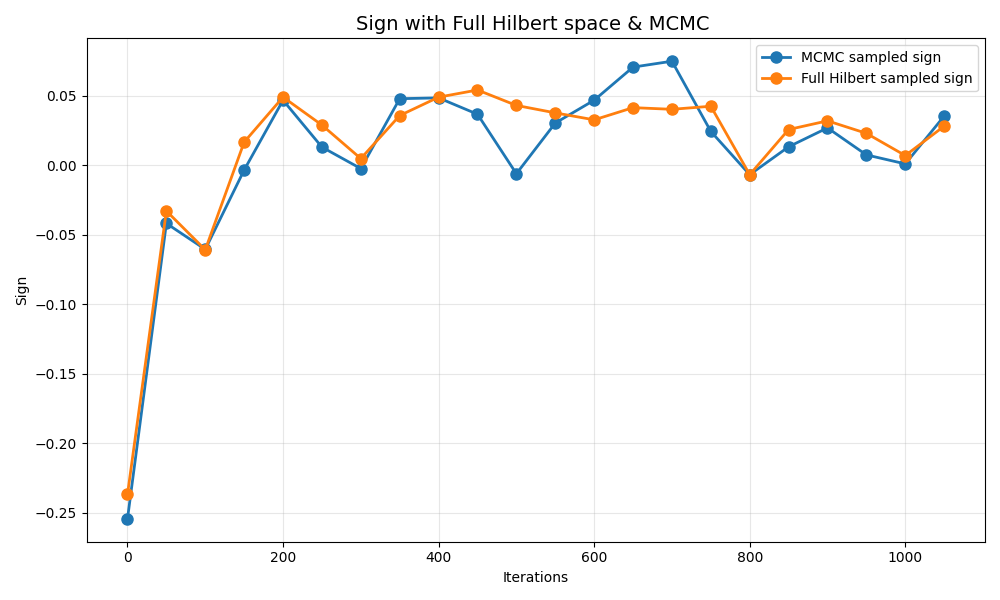 Sign with Full Hilbert space & MCMC
MCMC sampled sign
Full Hilbert sampled sign
0.05
0.00
−0.05
−0.10
−0.15
−0.20
−0.25
Sign
0 200 400 600 800 1000
Iterations